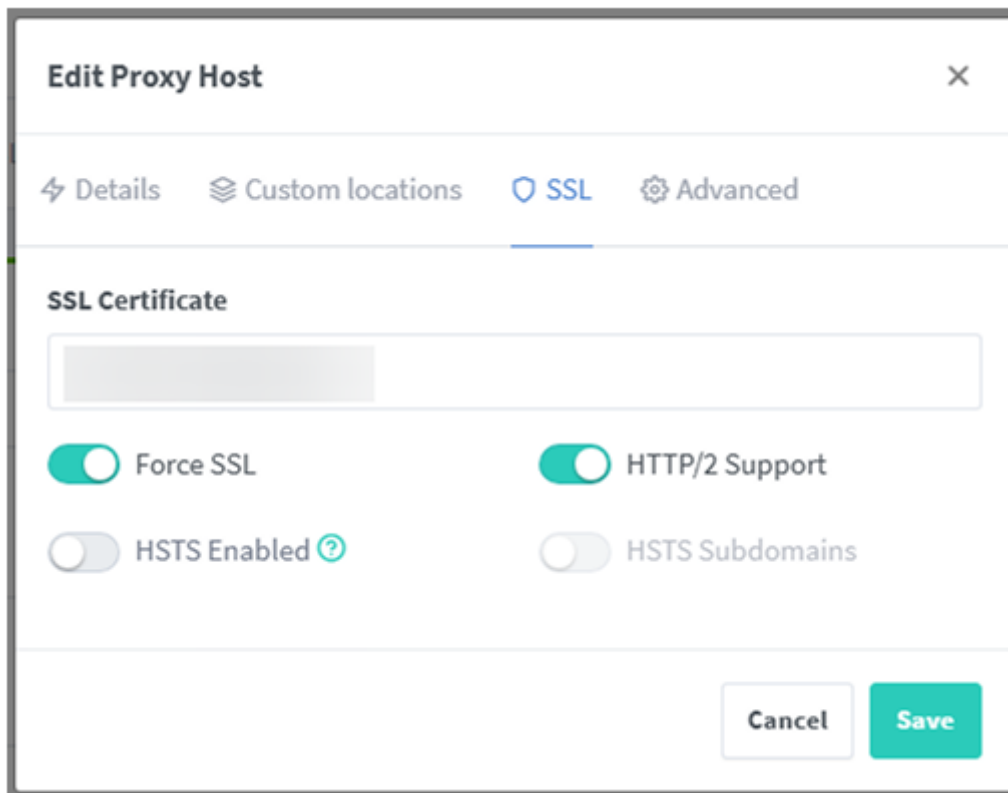 Edit Proxy Host
Details Custom locations SSL Advanced
SSL Certificate
Force SSL HTTP/2 Support
HSTS Enabled HSTS Subdomains
Cancel Save